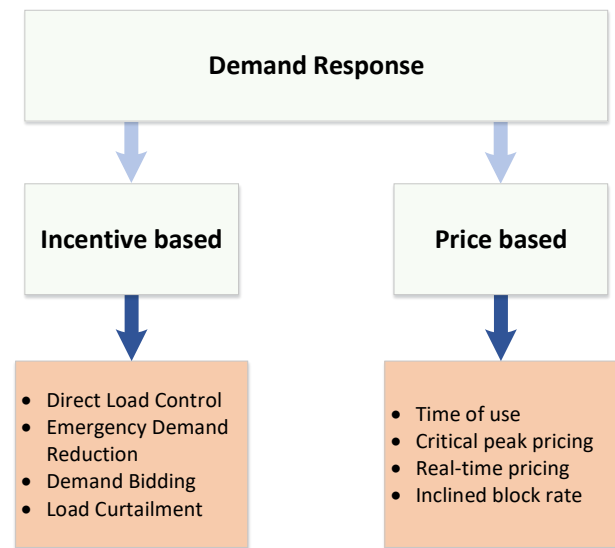 Demand Response
Incentive based
Price based
• Direct Load Control
• Emergency Demand
Reduction
• Demand Bidding
• Load Curtailment
• Time of use
• Critical peak pricing
• Real-time pricing
• Inclined block rate